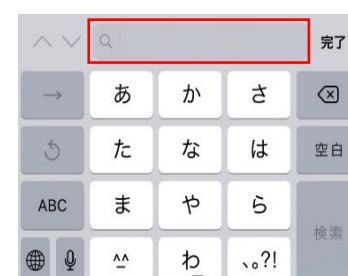 完了
→ あ か さ
た な は 空白
ABC ま や ら 検索
^^ わ 、。?!